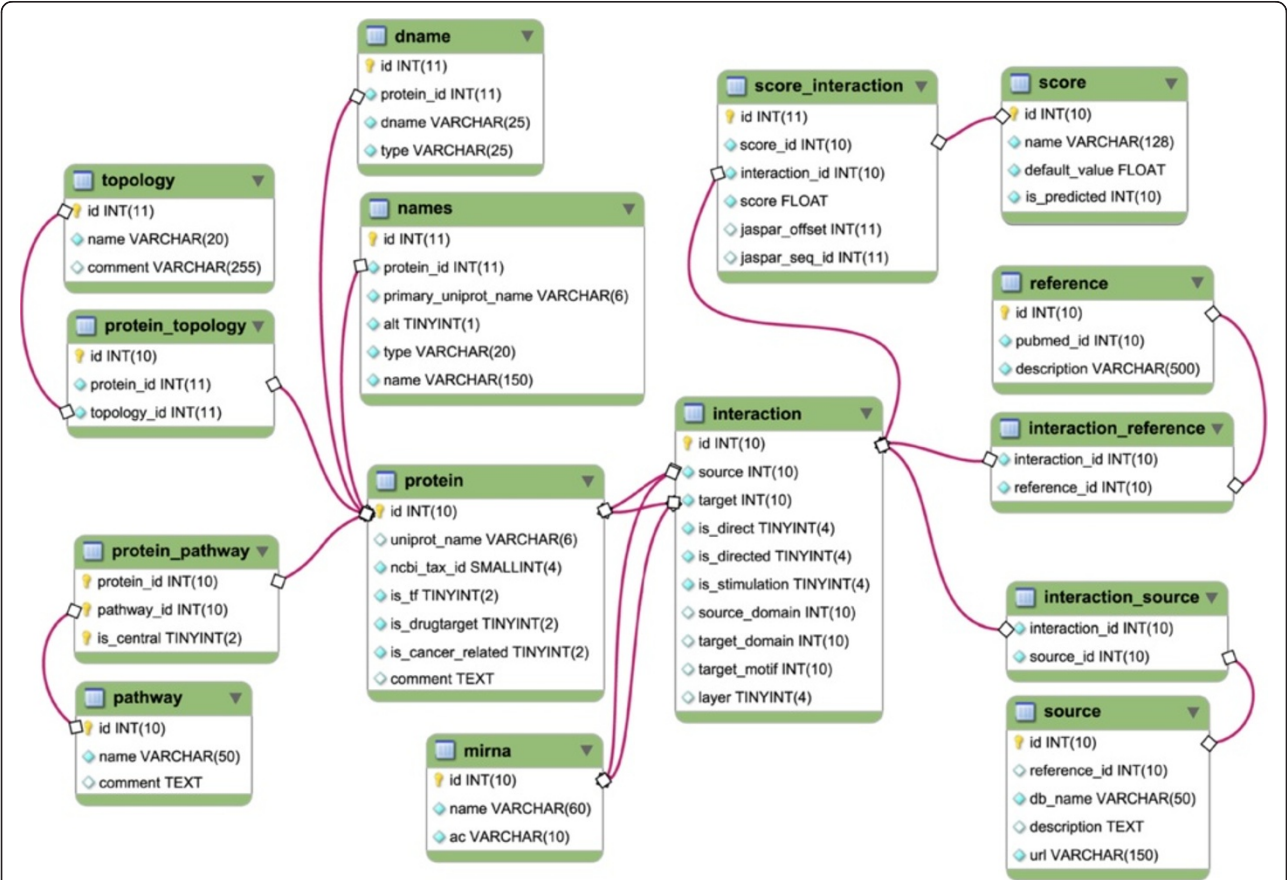 dname
id INT(11)
protein_id INT(11)
dname VARCHAR(25)
type VARCHAR(25)
topology
id INT(11)
name VARCHAR(20)
comment VARCHAR(255)
names
id INT(11)
protein_id INT(11)
primary_uniprot_name VARCHAR(6)
alt TINYINT(1)
type VARCHAR(20)
name VARCHAR(150)
protein_topology
id INT(10)
protein_id INT(11)
topology_id INT(11)
protein_pathway
protein_id INT(10)
pathway_id INT(10)
is_central TINYINT(2)
pathway
id INT(10)
name VARCHAR(50)
comment TEXT
protein
id INT(10)
uniprot_name VARCHAR(6)
ncbi_tax_id SMALLINT(4)
is_tf TINYINT(2)
is_drugtarget TINYINT(2)
is_cancer_related TINYINT(2)
comment TEXT
mirna
id INT(10)
name VARCHAR(60)
ac VARCHAR(10)
score_interaction
id INT(11)
score_id INT(10)
interaction_id INT(10)
score FLOAT
jaspar_offset INT(11)
jaspar_seq_id INT(11)
score
id INT(10)
name VARCHAR(128)
default_value FLOAT
is_predicted INT(10)
interaction
id INT(10)
source INT(10)
target INT(10)
is_direct TINYINT(4)
is_directed TINYINT(4)
is_stimulation TINYINT(4)
source_domain INT(10)
target_domain INT(10)
target_motif INT(10)
layer TINYINT(4)
reference
id INT(10)
pubmed_id INT(10)
description VARCHAR(500)
interaction_reference
interaction_id INT(10)
reference_id INT(10)
interaction_source
interaction_id INT(10)
source_id INT(10)
source
id INT(10)
reference_id INT(10)
db_name VARCHAR(50)
description TEXT
url VARCHAR(150)